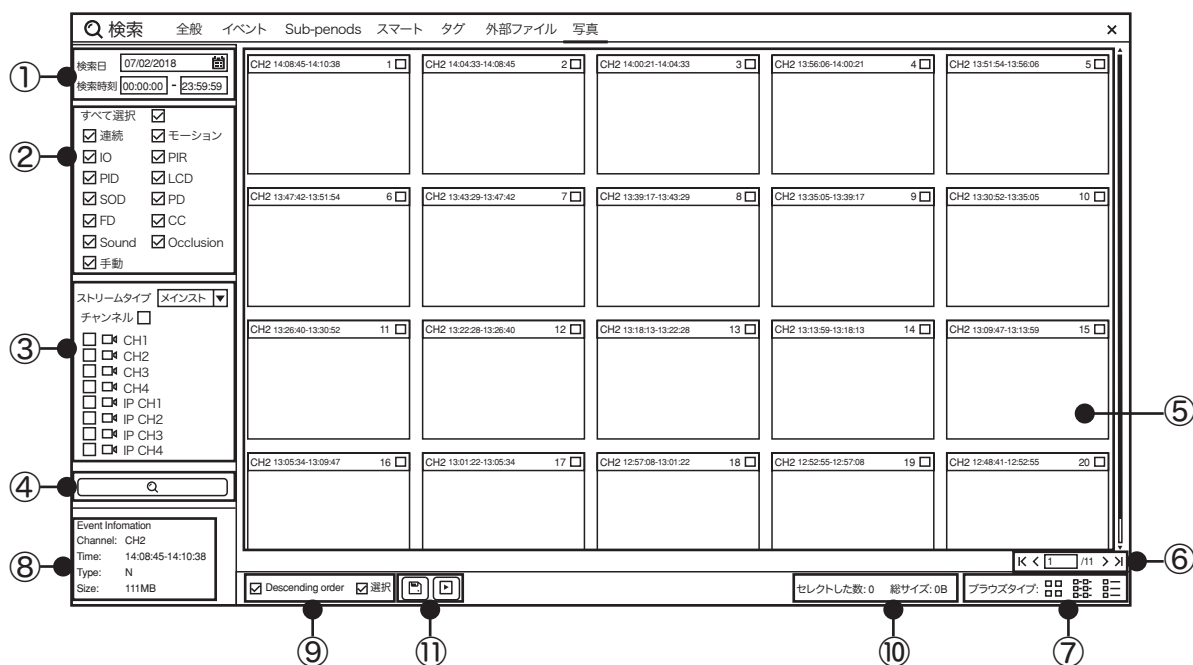 検索 全般 イベント Sub-penods スマート タグ 外部ファイル 写真 ×
① 検索日 07/02/2018
検索時刻 00:00:00 - 23:59:59
② すべて選択
連続 モーション
IO PIR
PID LCD
SOD PD
FD CC
Sound Occlusion
手動
③ ストリームタイプ メインスト
チャンネル
CH1
CH2
CH3
CH4
IP CH1
IP CH2
IP CH3
IP CH4
④
⑧ Event Infomation
Channel: CH2
Time: 14:08:45-14:10:38
Type: N
Size: 111MB
CH2 14:08:45-14:10:38 1
CH2 14:04:33-14:08:45 2
CH2 14:00:21-14:04:33 3
CH2 13:56:06-14:00:21 4
CH2 13:51:54-13:56:06 5
CH2 13:47:42-13:51:54 6
CH2 13:43:29-13:47:42 7
CH2 13:39:17-13:43:29 8
CH2 13:35:05-13:39:17 9
CH2 13:30:52-13:35:05 10
CH2 13:26:40-13:30:52 11
CH2 13:22:28-13:26:40 12
CH2 13:18:13-13:22:28 13
CH2 13:13:59-13:18:13 14
CH2 13:09:47-13:13:59 15
⑤
CH2 13:05:34-13:09:47 16
CH2 13:01:22-13:05:34 17
CH2 12:57:08-13:01:22 18
CH2 12:52:55-12:57:08 19
CH2 12:48:41-12:52:55 20
1 /11 ⑥
Descending order 選択
セレクトした数: 0 総サイズ: 0B
ブラウズタイプ:
⑨ ⑪ ⑩ ⑦